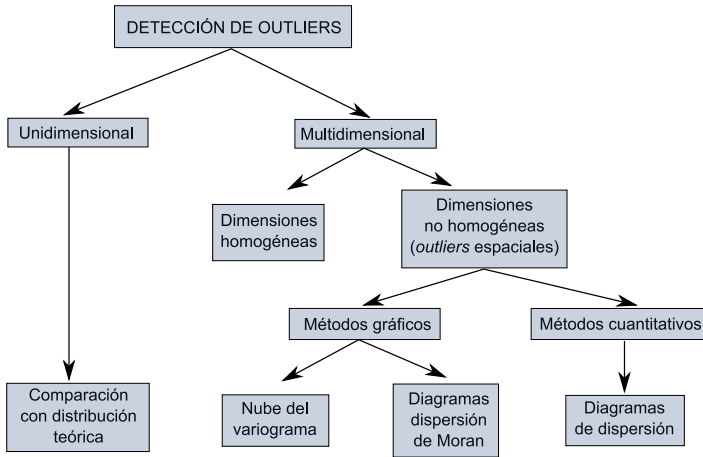 DETECCIÓN DE OUTLIERS
Unidimensional
Multidimensional
Dimensiones
homogéneas
Dimensiones
no homogéneas
(outliers espaciales)
Métodos gráficos
Métodos cuantitativos
Comparación
con distribución
teórica
Nube del
variograma
Diagramas
dispersión
de Moran
Diagramas
de dispersión